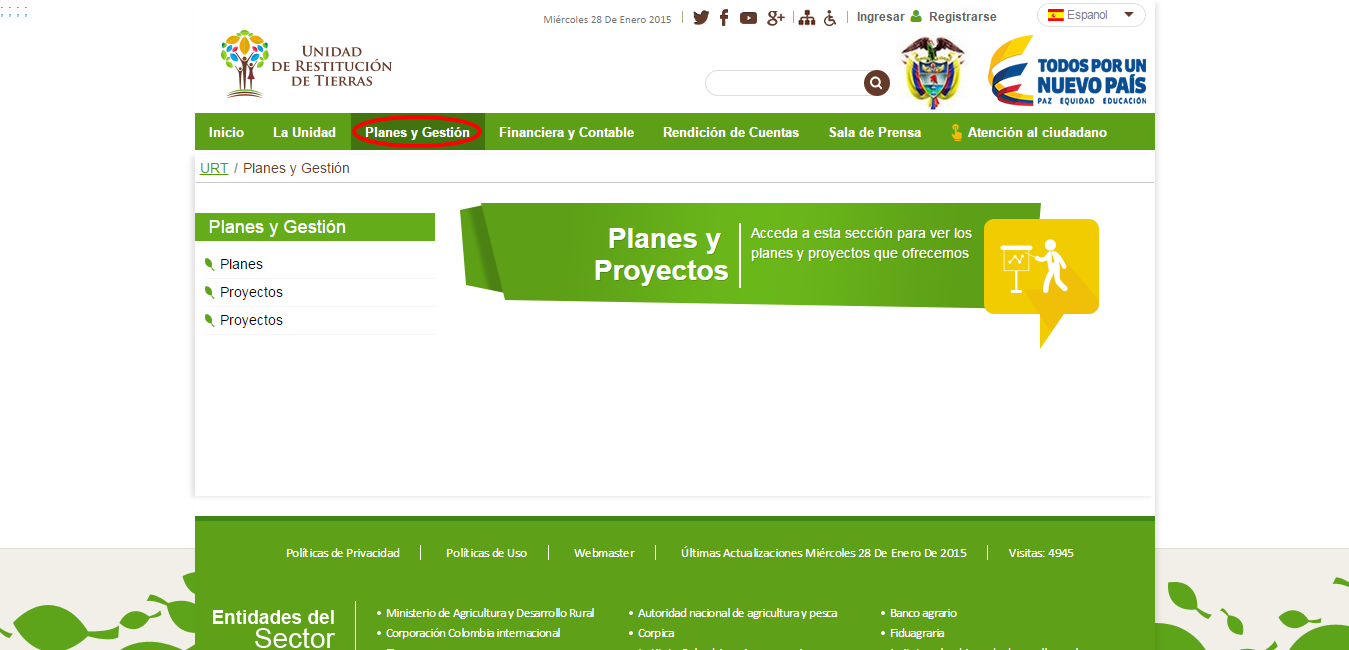 ; ; ; ;
Miércoles 28 De Enero 2015
Ingresar Registrarse
Espanol
UNIDAD
DE RESTITUCIÓN
DE TIERRAS
TODOS POR UN
NUEVO PAÍS
PAZ EQUIDAD EDUCACIÓN
Inicio La Unidad Planes y Gestión Financiera y Contable Rendición de Cuentas Sala de Prensa Atención al ciudadano
URT / Planes y Gestión
Planes y Gestión
Planes
Proyectos
Proyectos
Planes y
Proyectos
Acceda a esta sección para ver los
planes y proyectos que ofrecemos
Políticas de Privacidad Políticas de Uso Webmaster Últimas Actualizaciones Miércoles 28 De Enero De 2015 Visitas: 4945
Entidades del
Sector
• Ministerio de Agricultura y Desarrollo Rural
• Corporación Colombia internacional
• Autoridad nacional de agricultura y pesca
• Corpica
• Banco agrario
• Fiduagraria